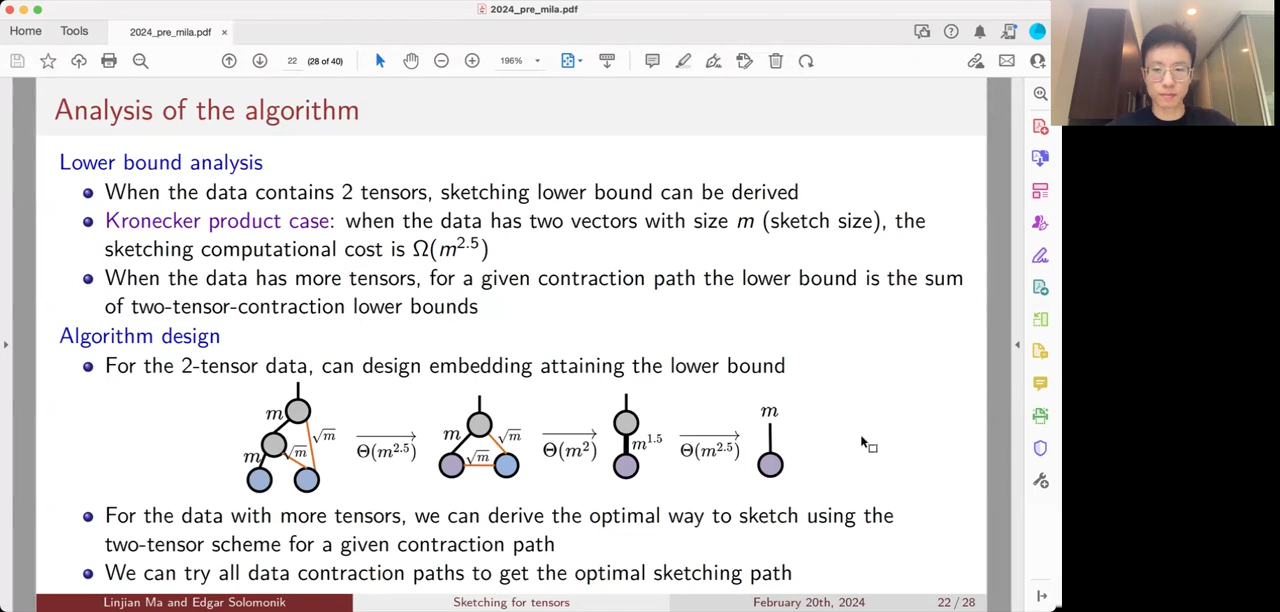 2024_pre_mila.pdf
Home Tools 2024_pre_mila.pdf ×
22 (28 of 40) 196%
Analysis of the algorithm
Lower bound analysis
When the data contains 2 tensors, sketching lower bound can be derived
Kronecker product case: when the data has two vectors with size m (sketch size), the
sketching computational cost is Ω(m^2.5)
When the data has more tensors, for a given contraction path the lower bound is the sum
of two-tensor-contraction lower bounds
Algorithm design
For the 2-tensor data, can design embedding attaining the lower bound
m √m √m m Θ(m^2.5) m √m √m Θ(m^2) m^1.5 Θ(m^2.5) m
For the data with more tensors, we can derive the optimal way to sketch using the
two-tensor scheme for a given contraction path
We can try all data contraction paths to get the optimal sketching path
Linjian Ma and Edgar Solomonik Sketching for tensors February 20th, 2024 22 / 28